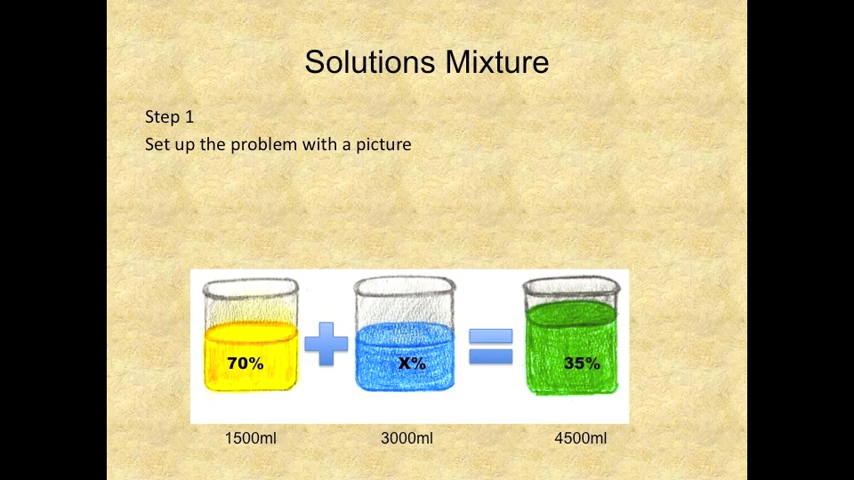 Solutions Mixture
Step 1
Set up the problem with a picture
70% X% 35%
1500ml 3000ml 4500ml